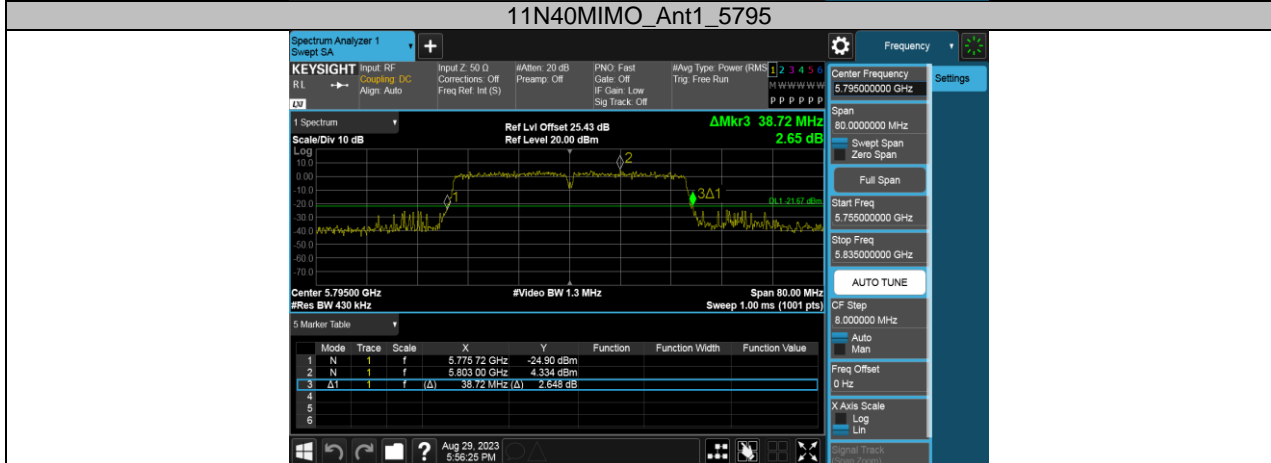 11N40MIMO_Ant1_5795
Spectrum Analyzer 1
Swept SA
+
Frequency
KEYSIGHT
RL
LXI
Input: RF
Coupling: DC
Align: Auto
Input Z: 50 Ω
Corrections: Off
Freq Ref: Int (S)
#Atten: 20 dB
Preamp: Off
PNO: Fast
Gate: Off
IF Gain: Low
Sig Track: Off
#Avg Type: Power (RMS
Trig: Free Run
1 2 3 4 5 6
M W W W W W
P P P P P P
Center Frequency
5.795000000 GHz
Settings
Span
80.0000000 MHz
Swept Span
Zero Span
Full Span
Start Freq
5.755000000 GHz
Stop Freq
5.835000000 GHz
AUTO TUNE
CF Step
8.000000 MHz
Auto
Man
Freq Offset
0 Hz
X Axis Scale
Log
Lin
Signal Track
(Span Zoom)
1 Spectrum
Scale/Div 10 dB
Ref Lvl Offset 25.43 dB
Ref Level 20.00 dBm
ΔMkr3 38.72 MHz
2.65 dB
Log
10.0
0.00
-10.0
-20.0
-30.0
-40.0
-50.0
-60.0
-70.0
1
2
3Δ1
DL1 -21.67 dBm
Center 5.79500 GHz
#Video BW 1.3 MHz
Span 80.00 MHz
#Res BW 430 kHz
Sweep 1.00 ms (1001 pts)
5 Marker Table
Mode Trace Scale X Y Function Function Width Function Value
1 N 1 f 5.775 72 GHz -24.90 dBm
2 N 1 f 5.803 00 GHz 4.334 dBm
3 Δ1 1 f (Δ) 38.72 MHz (Δ) 2.648 dB
4
5
6
?
Aug 29, 2023
5:56:25 PM